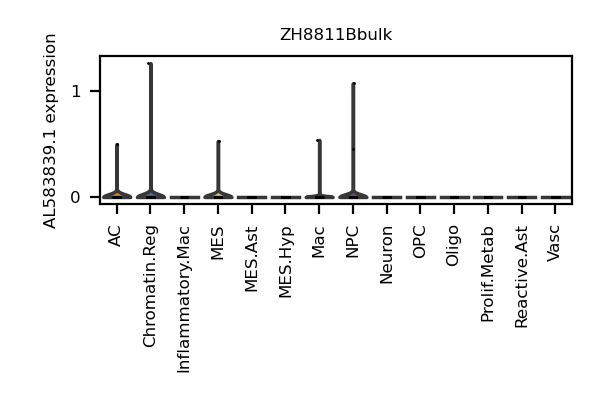 ZH8811Bbulk
AL583839.1 expression
1
0
AC
Chromatin.Reg
Inflammatory.Mac
MES
MES.Ast
MES.Hyp
Mac
NPC
Neuron
OPC
Oligo
Prolif.Metab
Reactive.Ast
Vasc